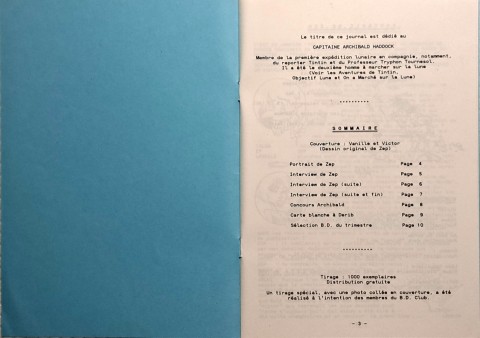 Le titre de ce journal est dédié au
CAPITAINE ARCHIBALD HADDOCK
Membre de la première expédition lunaire en compagnie, notamment,
du reporter Tintin et du Professeur Tryphon Tournesol.
Il a été le deuxième homme à marcher sur la lune
(Voir les Aventures de Tintin,
Objectif Lune et On a Marché sur la Lune)
..........
S O M M A I R E
Couverture : Vanille et Victor
(Dessin original de Zep)
Portrait de Zep Page 4
Interview de Zep Page 5
Interview de Zep (suite) Page 6
Interview de Zep (suite et fin) Page 7
Concours Archibald Page 8
Carte blanche à Derib Page 9
Sélection B.D. du trimestre Page 10
..........
Tirage : 1000 exemplaires
Distribution gratuite
Un tirage spécial, avec une photo collée en couverture, a été
réalisé à l'intention des membres du B.D. Club.
- 3 -